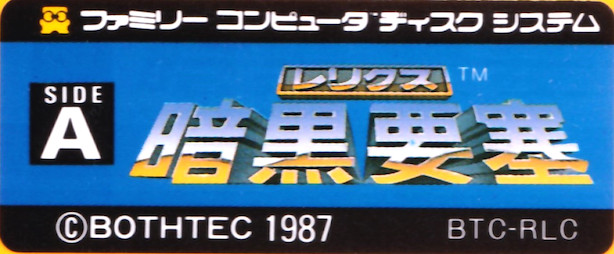 ファミリー コンピュータ ディスク システム
レリクス™
SIDE
A
暗黒要塞
©BOTHTEC 1987
BTC-RLC